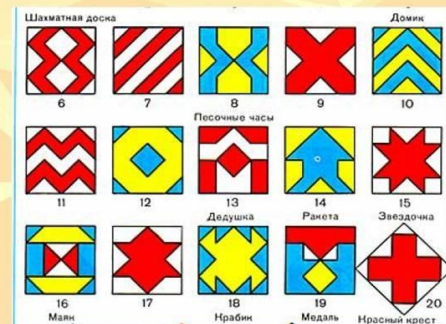 Шахматная доска Домик
6 7 8 9 10
Песочные часы
11 12 13 14 15
Дедушка Ракета Звездочка
16 17 18 19 20
Маяк Крабик Медаль Красный крест